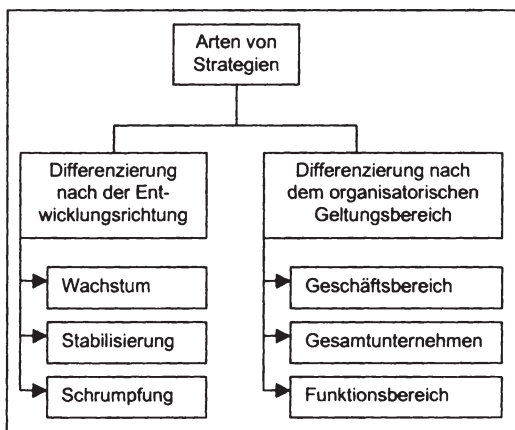 Arten von
Strategien
Differenzierung
nach der Ent-
wicklungsrichtung
Wachstum
Stabilisierung
Schrumpfung
Differenzierung nach
dem organisatorischen
Geltungsbereich
Geschäftsbereich
Gesamtunternehmen
Funktionsbereich